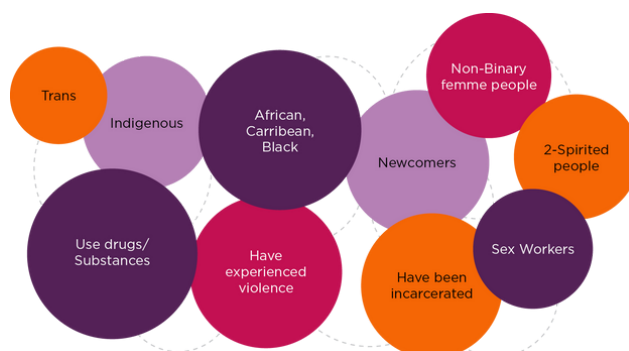 Trans
Indigenous
African,
Carribean,
Black
Newcomers
Non-Binary
femme people
2-Spirited
people
Use drugs/
Substances
Have
experienced
violence
Have been
incarcerated
Sex Workers